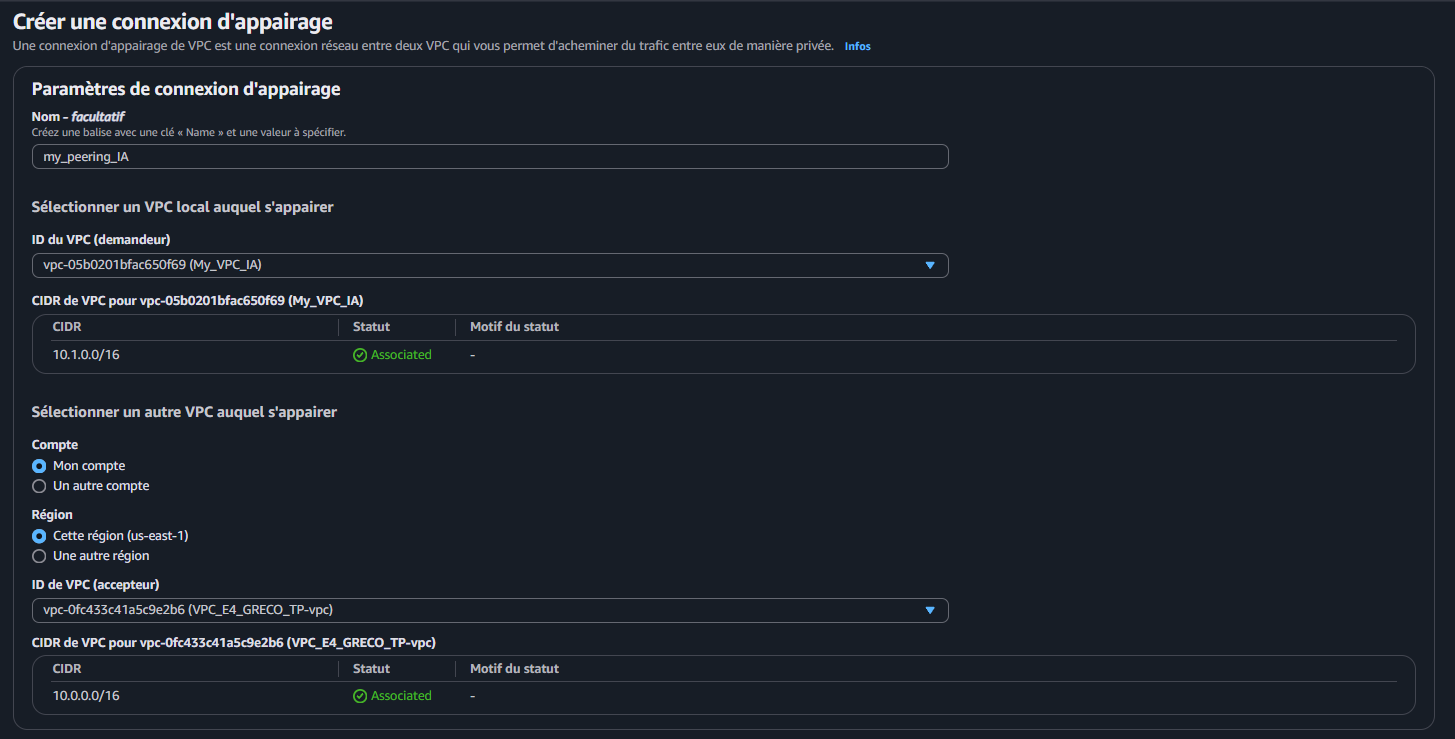 Créer une connexion d'appairage
Une connexion d'appairage de VPC est une connexion réseau entre deux VPC qui vous permet d'acheminer du trafic entre eux de manière privée. Infos
Paramètres de connexion d'appairage
Nom - facultatif
Créez une balise avec une clé « Name » et une valeur à spécifier.
my_peering_IA
Sélectionner un VPC local auquel s'appairer
ID du VPC (demandeur)
vpc-05b0201bfac650f69 (My_VPC_IA)
CIDR de VPC pour vpc-05b0201bfac650f69 (My_VPC_IA)
CIDR Statut Motif du statut
10.1.0.0/16 Associated -
Sélectionner un autre VPC auquel s'appairer
Compte
Mon compte
Un autre compte
Région
Cette région (us-east-1)
Une autre région
ID de VPC (accepteur)
vpc-0fc433c41a5c9e2b6 (VPC_E4_GRECO_TP-vpc)
CIDR de VPC pour vpc-0fc433c41a5c9e2b6 (VPC_E4_GRECO_TP-vpc)
CIDR Statut Motif du statut
10.0.0.0/16 Associated -